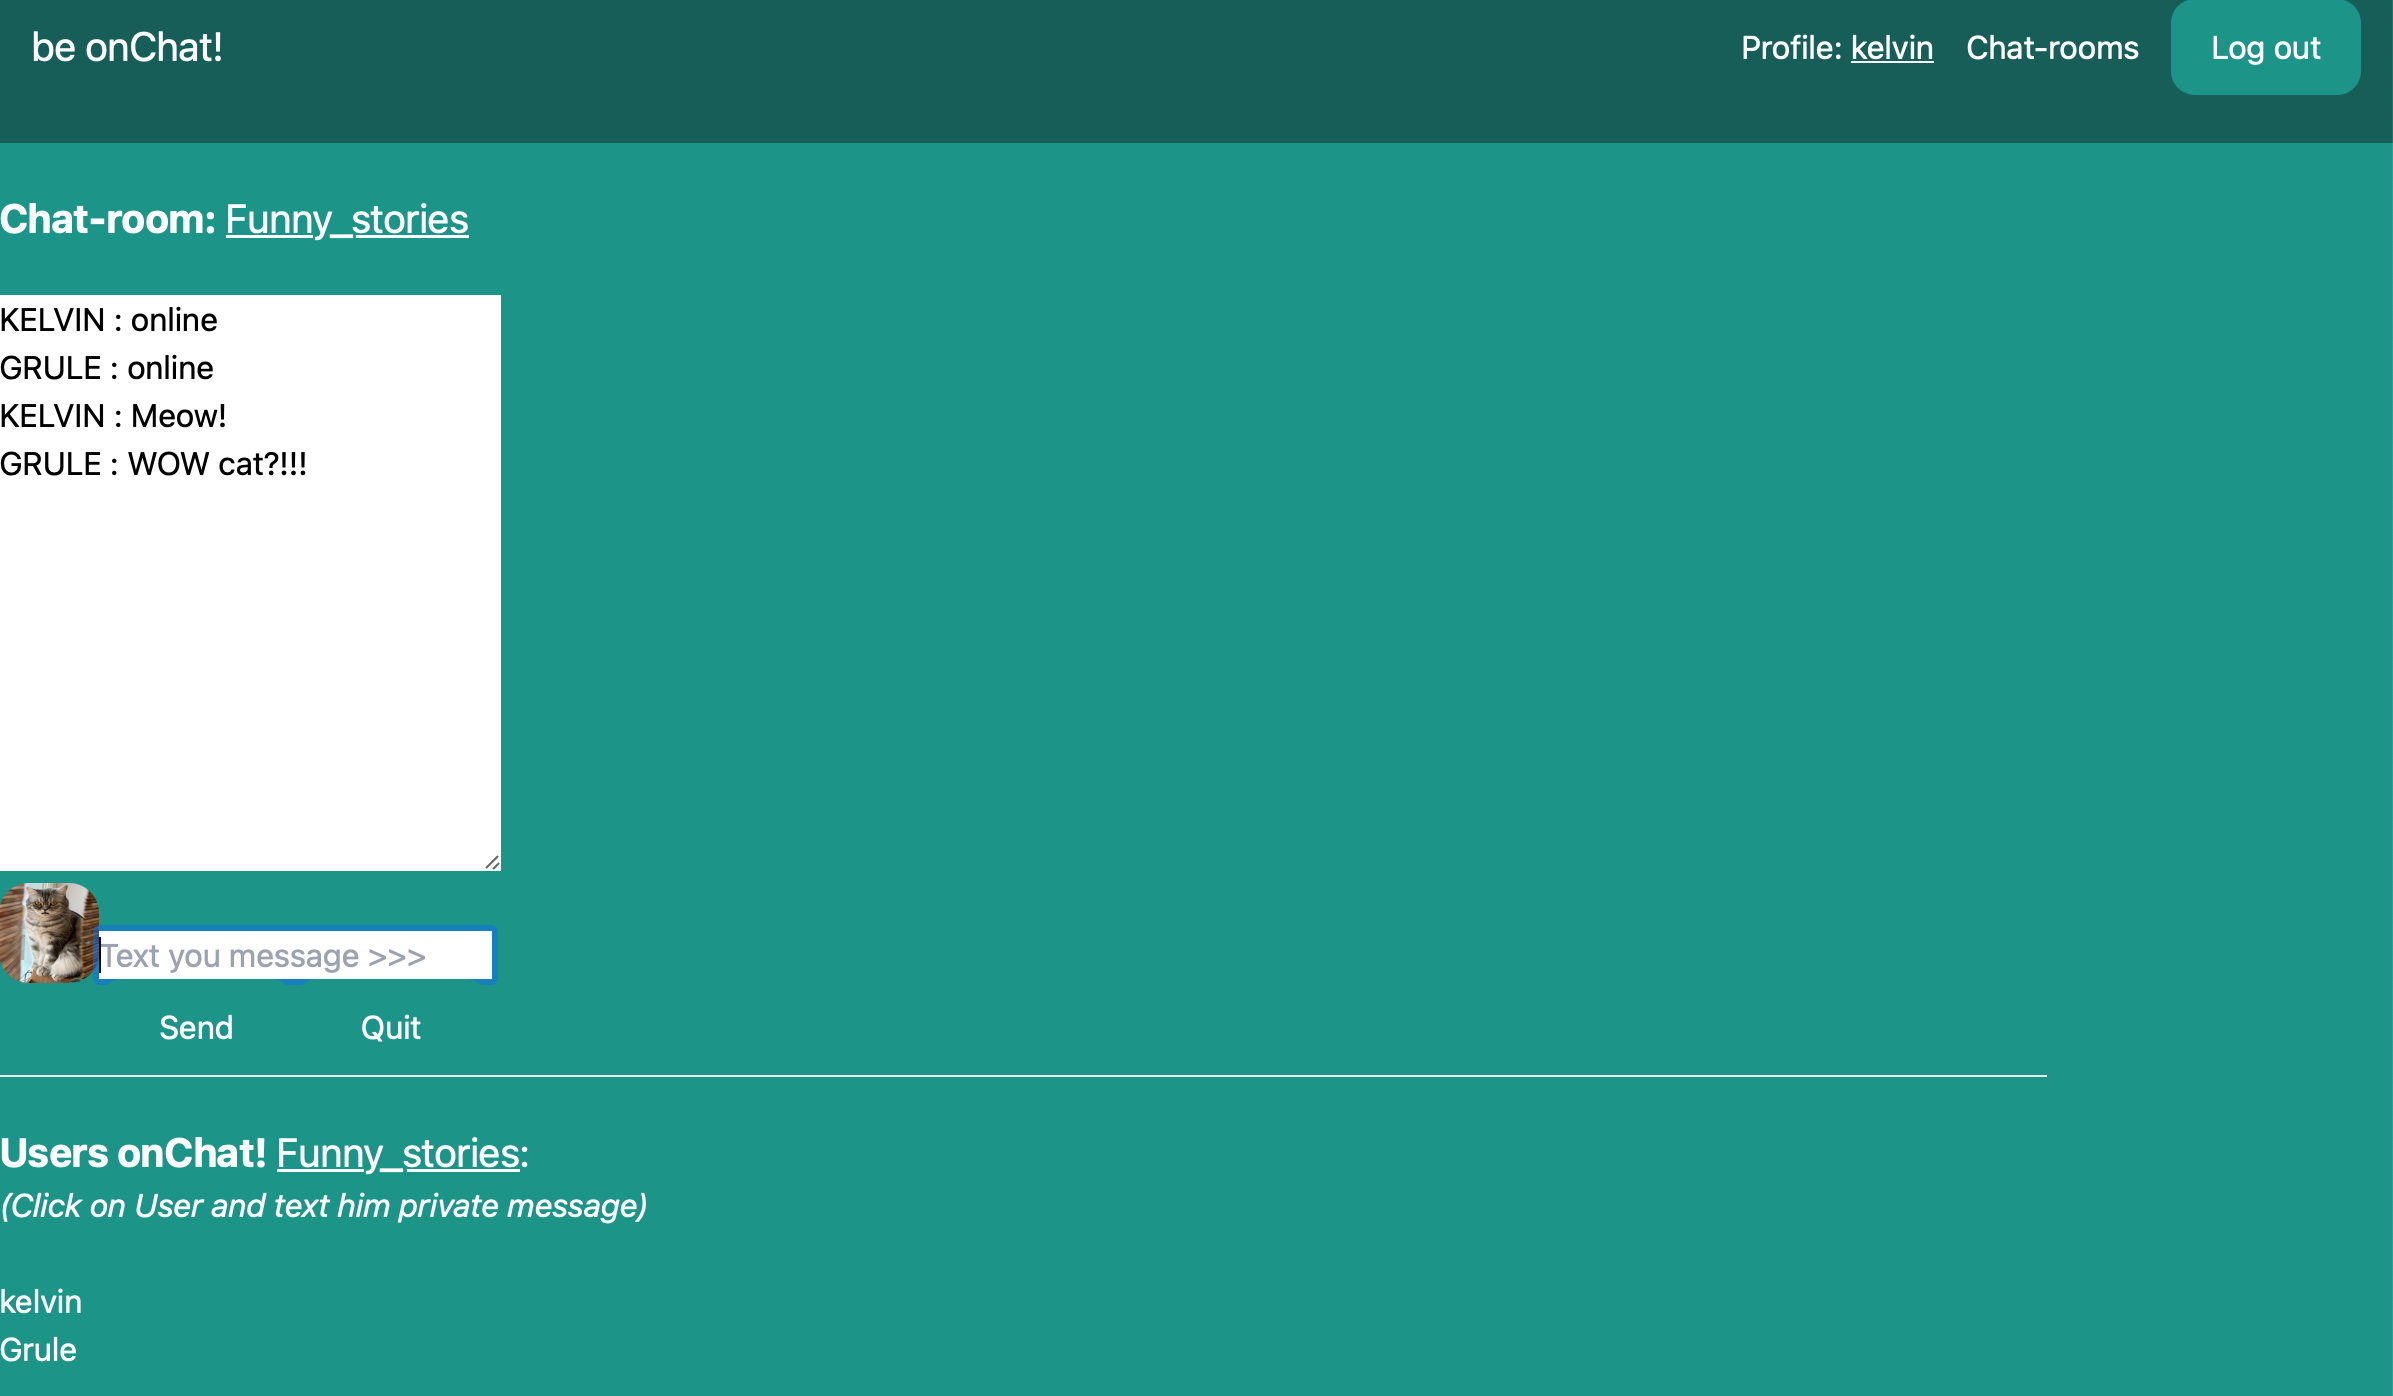 be onChat!
Profile: kelvin Chat-rooms Log out
Chat-room: Funny_stories
KELVIN : online
GRULE : online
KELVIN : Meow!
GRULE : WOW cat?!!!
Text you message >>>
Send Quit
Users onChat! Funny_stories:
(Click on User and text him private message)
kelvin
Grule